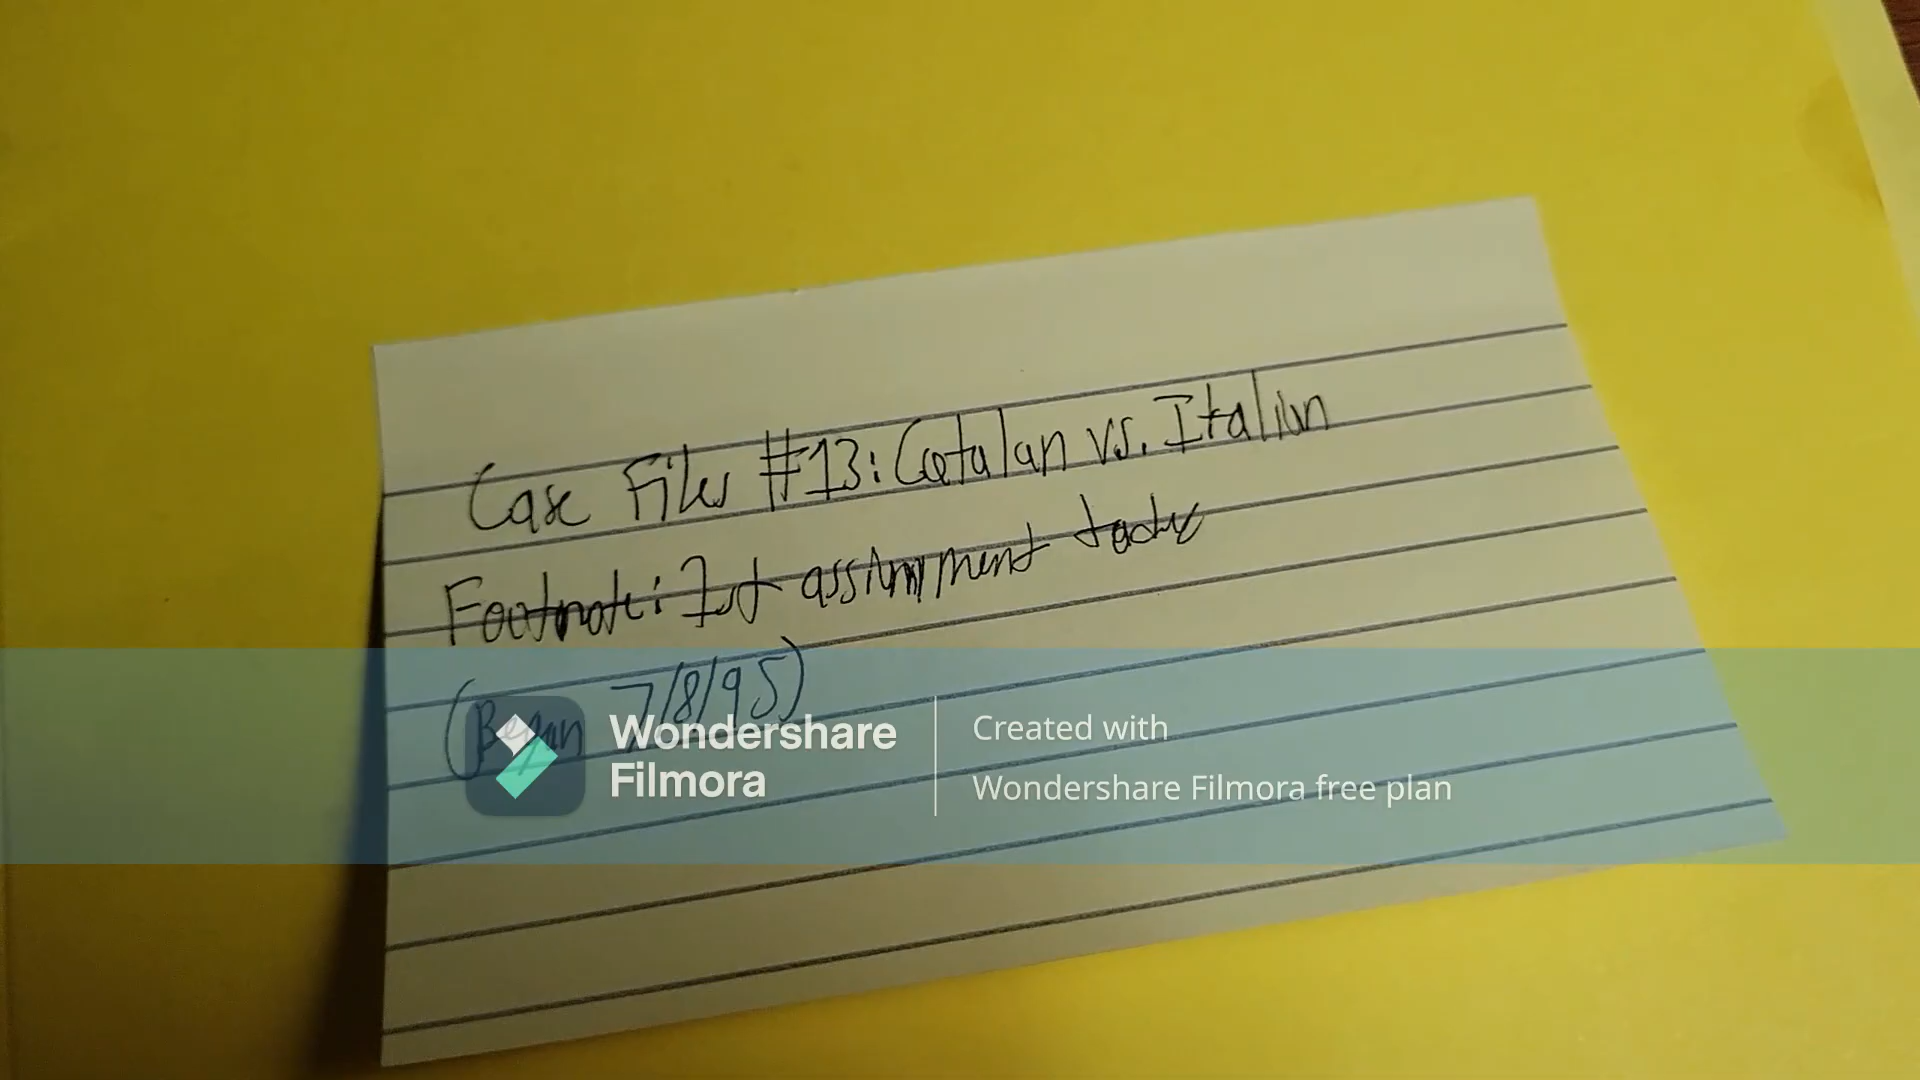 Case Files #13: Catalan vs. Italian
Footnote: 1st assignment
(Began 7/8/95)
Wondershare
Filmora
Created with
Wondershare Filmora free plan